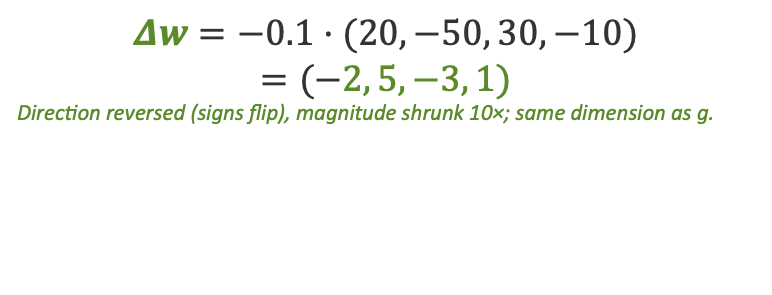 Δw = −0.1 · (20, −50, 30, −10)
= (−2, 5, −3, 1)
Direction reversed (signs flip), magnitude shrunk 10×; same dimension as g.